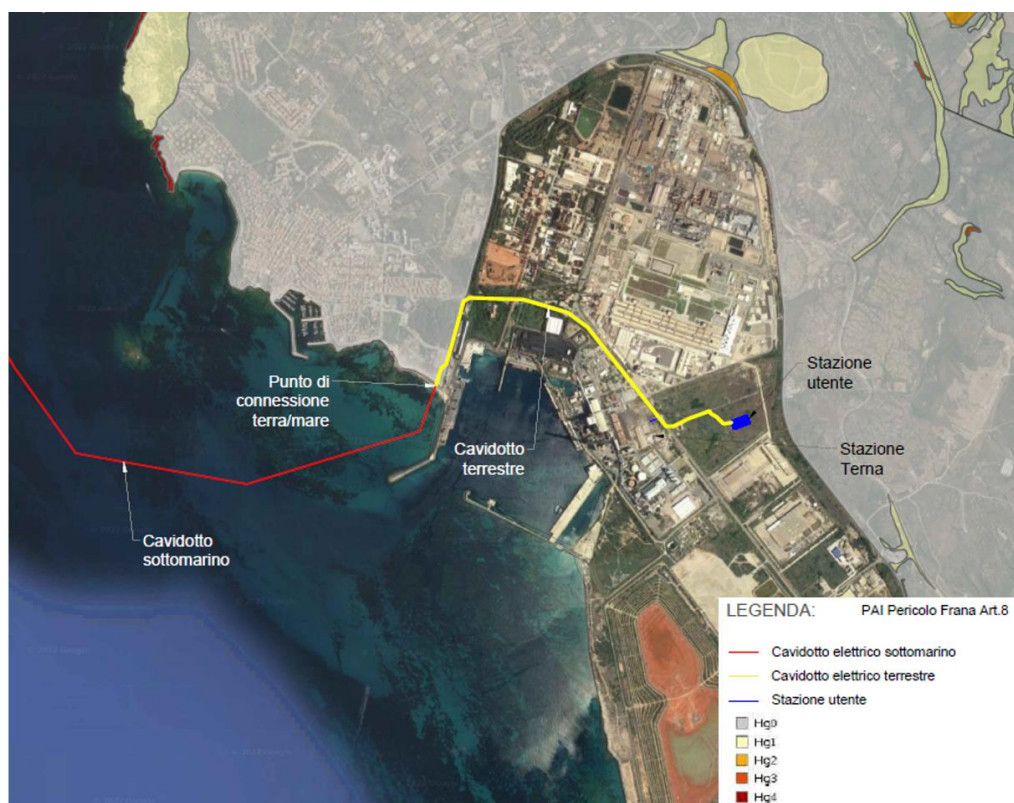 Stazione
utente
Punto di
connessione
terra/mare
Cavidotto
terrestre
Stazione
Terna
Cavidotto
sottomarino
LEGENDA: PAI Pericolo Frana Art.8
Cavidotto elettrico sottomarino
Cavidotto elettrico terrestre
Stazione utente
Hg0
Hg1
Hg2
Hg3
Hg4